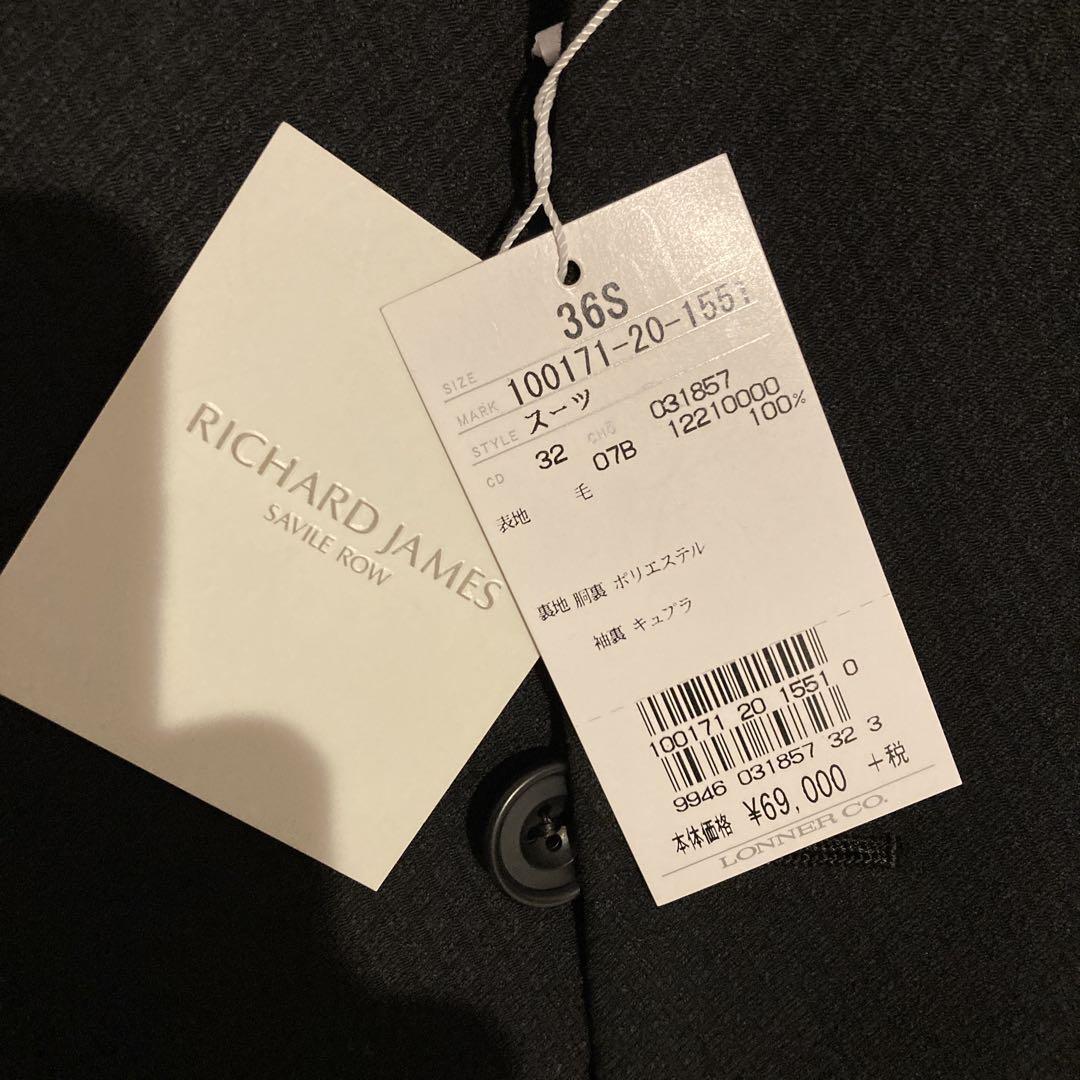 RICHARD JAMES
SAVILE ROW
SIZE 36S
MARK 100171-20-1551
STYLE スーツ 031857
CD 32 CHO 07B 12210000
表地 毛 100%
裏地 胴裏 ポリエステル
袖裏 キュプラ
100171 20 1551 0
9946 031857 32 3
本体価格 ¥69,000 +税
LONNER CO.